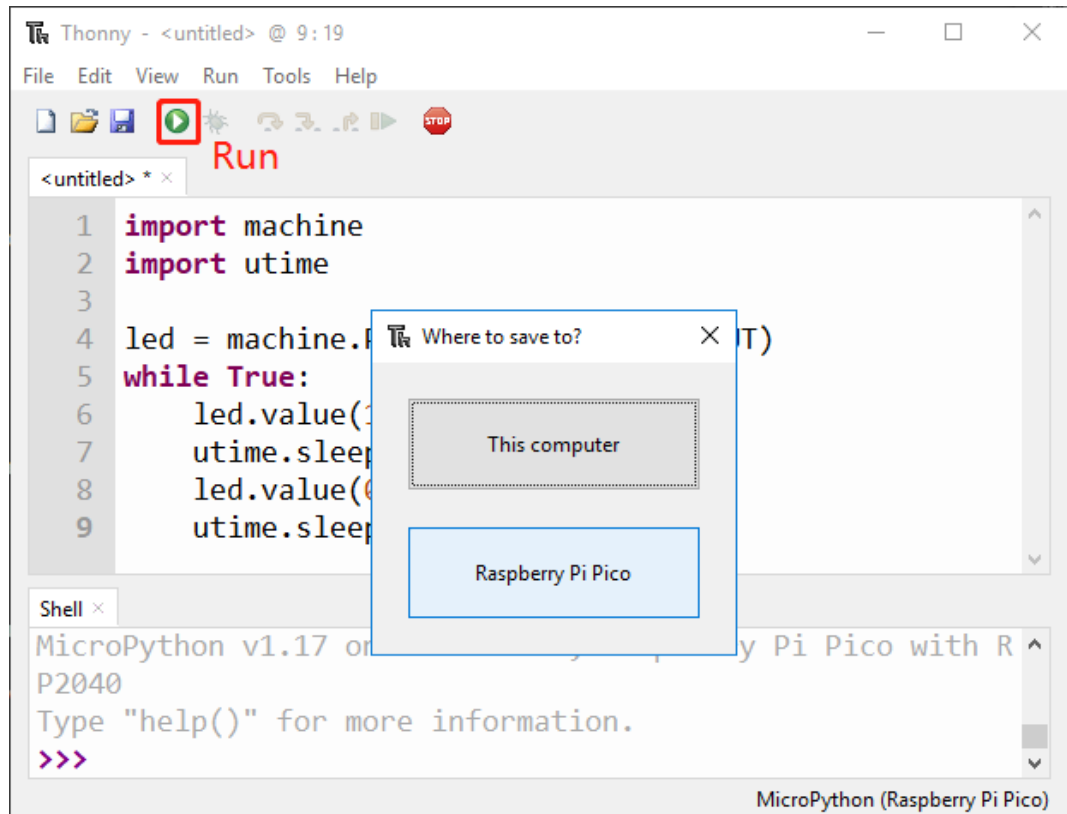 Thonny - <untitled> @ 9:19
File Edit View Run Tools Help
STOP
Run
<untitled> *
1 import machine
2 import utime
3
4 led = machine. T)
5 while True:
6 led.value(
7 utime.sleep
8 led.value(0
9 utime.sleep
Where to save to?
This computer
Raspberry Pi Pico
Shell
MicroPython v1.17 y Pi Pico with R
P2040
Type "help()" for more information.
>>>
MicroPython (Raspberry Pi Pico)